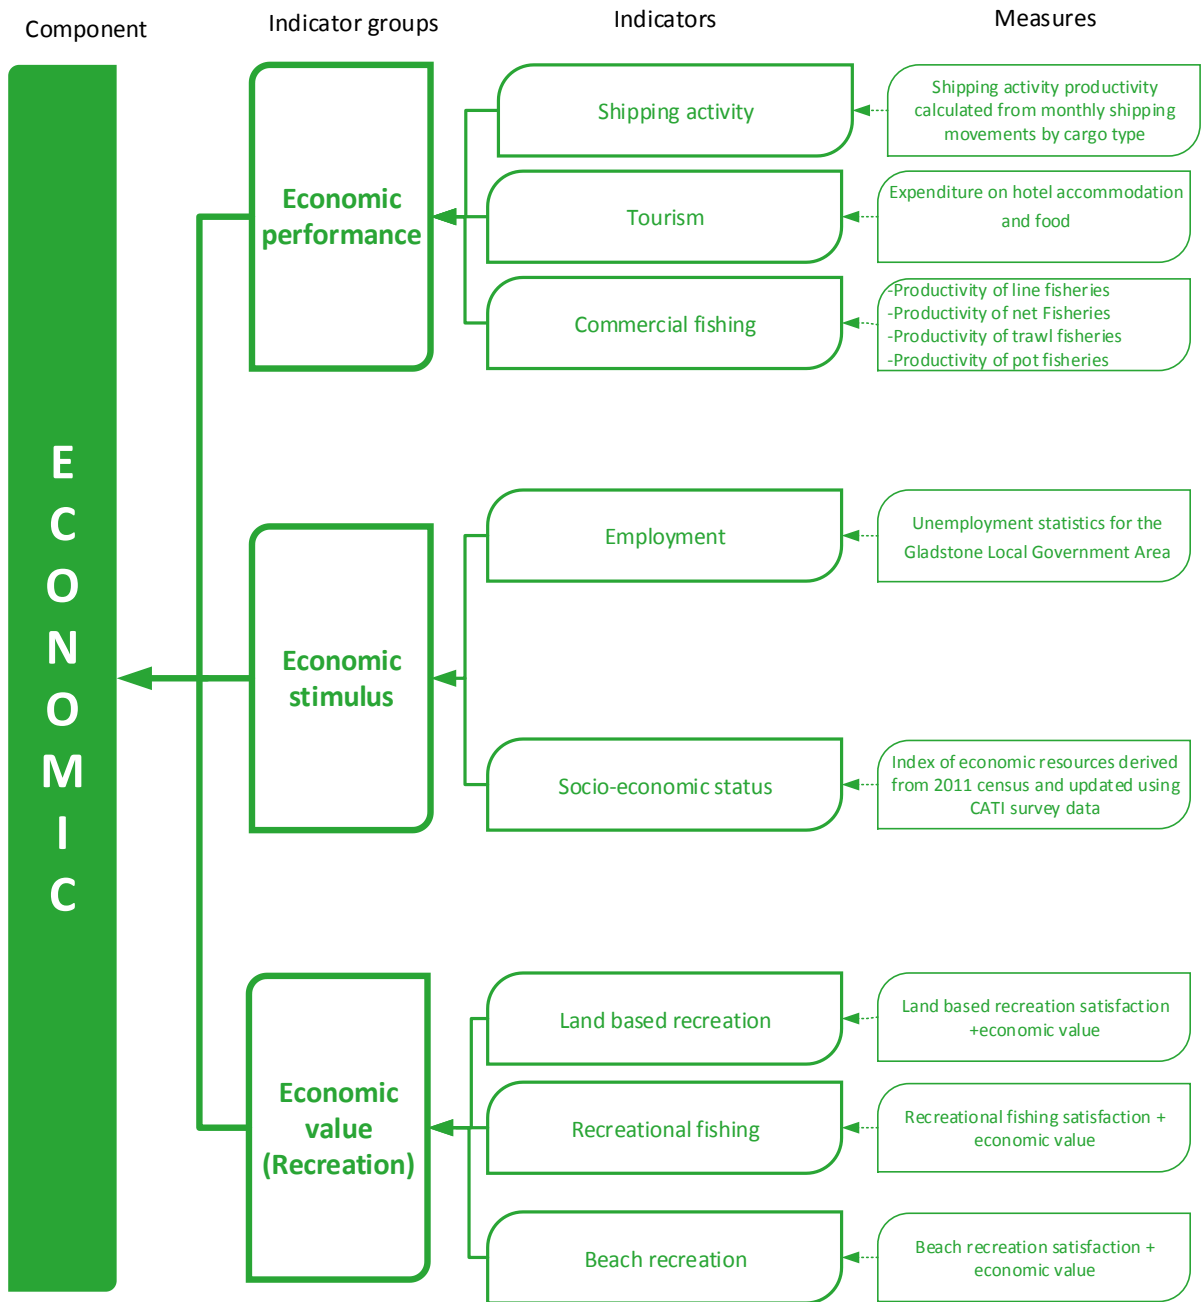 Component
Indicator groups
Indicators
Measures
ECONOMIC
Economic
performance
Shipping activity
Shipping activity productivity
calculated from monthly shipping
movements by cargo type
Tourism
Expenditure on hotel accommodation
and food
Commercial fishing
-Productivity of line fisheries
-Productivity of net Fisheries
-Productivity of trawl fisheries
-Productivity of pot fisheries
Economic
stimulus
Employment
Unemployment statistics for the
Gladstone Local Government Area
Socio-economic status
Index of economic resources derived
from 2011 census and updated using
CATI survey data
Economic
value
(Recreation)
Land based recreation
Land based recreation satisfaction
+economic value
Recreational fishing
Recreational fishing satisfaction +
economic value
Beach recreation
Beach recreation satisfaction +
economic value